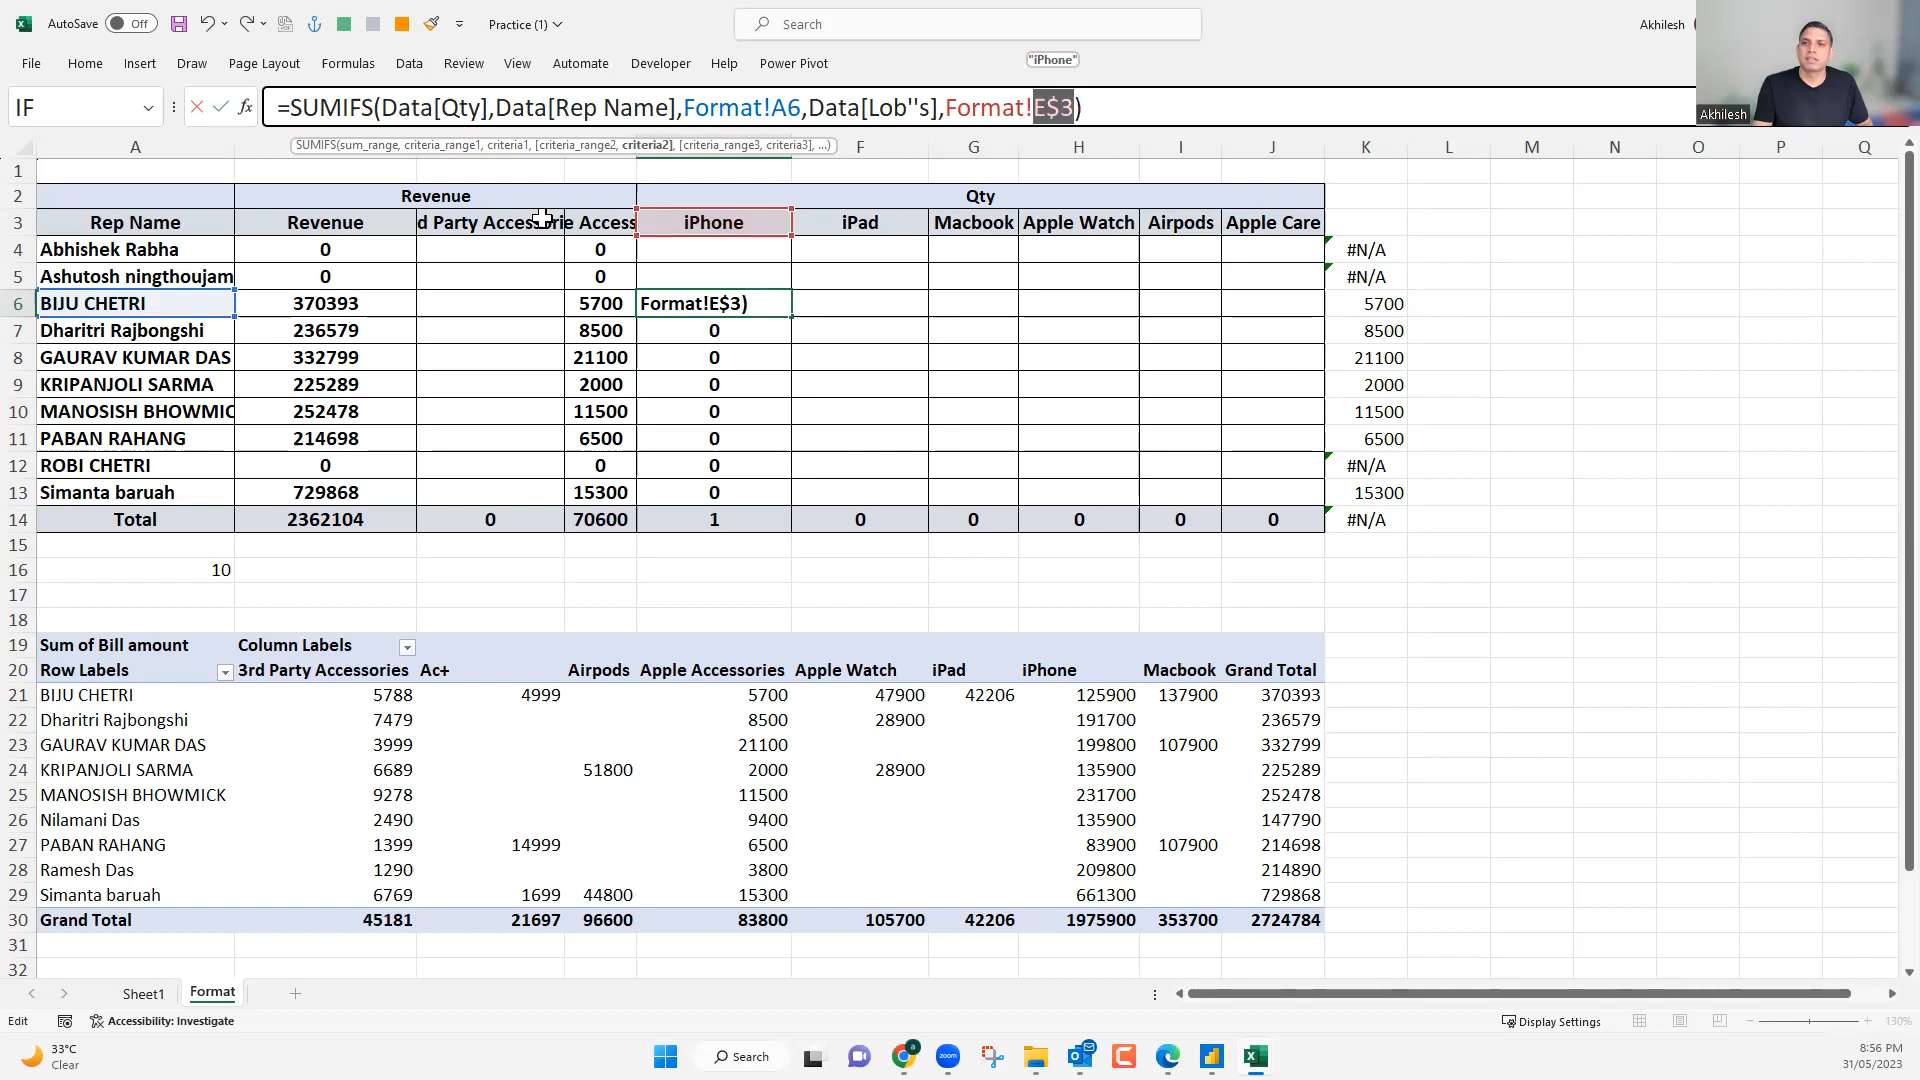 AutoSave Off Practice (1) Search Akhilesh
File Home Insert Draw Page Layout Formulas Data Review View Automate Developer Help Power Pivot "iPhone"
IF fx =SUMIFS(Data[Qty],Data[Rep Name],Format!A6,Data[Lob''s],Format!E$3)
Akhilesh
SUMIFS(sum_range, criteria_range1, criteria1, [criteria_range2, criteria2], [criteria_range3, criteria3], ...)
A F G H I J K L M N O P Q
1
2 Revenue Qty
3 Rep Name Revenue d Party Accessorie Access iPhone iPad Macbook Apple Watch Airpods Apple Care
4 Abhishek Rabha 0 0 #N/A
5 Ashutosh ningthoujam 0 0 #N/A
6 BIJU CHETRI 370393 5700 Format!E$3) 5700
7 Dharitri Rajbongshi 236579 8500 0 8500
8 GAURAV KUMAR DAS 332799 21100 0 21100
9 KRIPANJOLI SARMA 225289 2000 0 2000
10 MANOSISH BHOWMIC 252478 11500 0 11500
11 PABAN RAHANG 214698 6500 0 6500
12 ROBI CHETRI 0 0 0 #N/A
13 Simanta baruah 729868 15300 0 15300
14 Total 2362104 0 70600 1 0 0 0 0 0 #N/A
15
16 10
17
18
19 Sum of Bill amount Column Labels
20 Row Labels 3rd Party Accessories Ac+ Airpods Apple Accessories Apple Watch iPad iPhone Macbook Grand Total
21 BIJU CHETRI 5788 4999 5700 47900 42206 125900 137900 370393
22 Dharitri Rajbongshi 7479 8500 28900 191700 236579
23 GAURAV KUMAR DAS 3999 21100 199800 107900 332799
24 KRIPANJOLI SARMA 6689 51800 2000 28900 135900 225289
25 MANOSISH BHOWMICK 9278 11500 231700 252478
26 Nilamani Das 2490 9400 135900 147790
27 PABAN RAHANG 1399 14999 6500 83900 107900 214698
28 Ramesh Das 1290 3800 209800 214890
29 Simanta baruah 6769 1699 44800 15300 661300 729868
30 Grand Total 45181 21697 96600 83800 105700 42206 1975900 353700 2724784
31
32
Sheet1 Format
Edit Accessibility: Investigate Display Settings 130%
33°C
Clear
Search
zoom
8:56 PM
31/05/2023